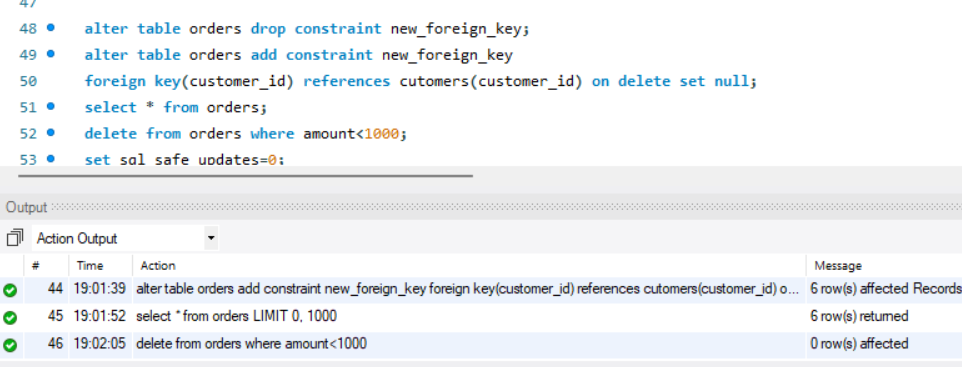 47
48 alter table orders drop constraint new_foreign_key;
49 alter table orders add constraint new_foreign_key
50 foreign key(customer_id) references cutomers(customer_id) on delete set null;
51 select * from orders;
52 delete from orders where amount<1000;
53 set sql_safe_updates=0;
Output
Action Output
# Time Action Message
44 19:01:39 alter table orders add constraint new_foreign_key foreign key(customer_id) references cutomers(customer_id) o... 6 row(s) affected Records
45 19:01:52 select * from orders LIMIT 0, 1000 6 row(s) returned
46 19:02:05 delete from orders where amount<1000 0 row(s) affected